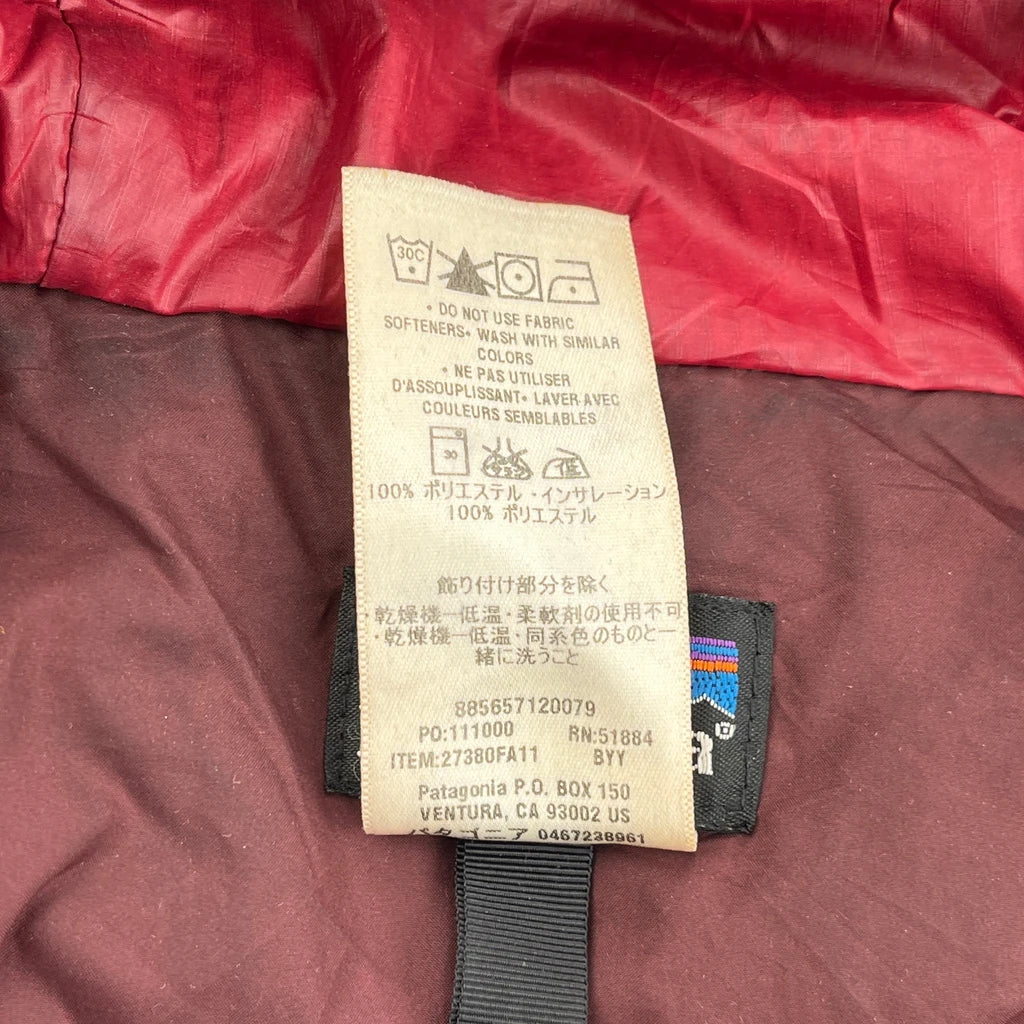 30C
• DO NOT USE FABRIC
SOFTENERS• WASH WITH SIMILAR
COLORS
• NE PAS UTILISER
D'ASSOUPLISSANT• LAVER AVEC
COULEURS SEMBLABLES
30
100% ポリエステル・インサレーション
100% ポリエステル
飾り付け部分を除く
・乾燥機一低温・柔軟剤の使用不可
・乾燥機一低温・同系色のものと一
緒に洗うこと
885657120079
PO:111000 RN:51884
ITEM:27380FA11 BYY
Patagonia P.O. BOX 150
VENTURA, CA 93002 US
パタゴニア 0467238961